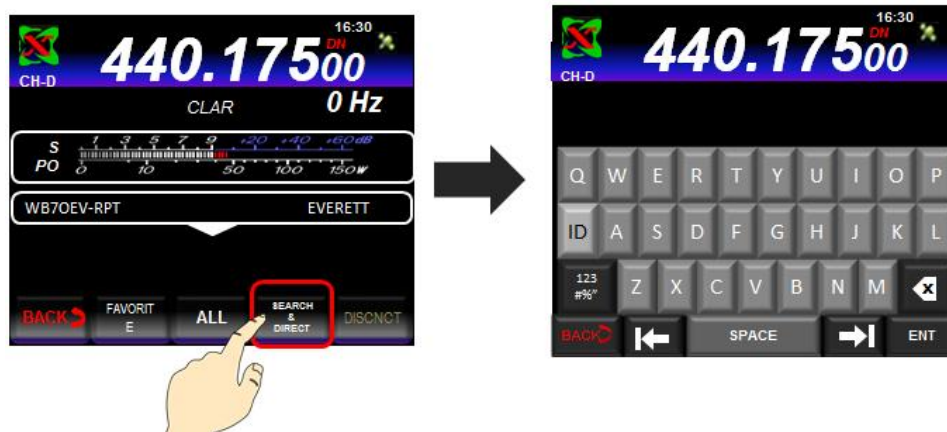 16:30
440.17500
DN
CH-D
CLAR 0 Hz
S 1 3 5 7 9 +20 +40 +60dB
PO 0 10 50 100 150W
WB7OEV-RPT EVERETT
BACK FAVORIT
E ALL SEARCH
&
DIRECT DISCNCT
16:30
440.17500
DN
CH-D
Q W E R T Y U I O P
ID A S D F G H J K L
123
#%" Z X C V B N M x
BACK SPACE ENT